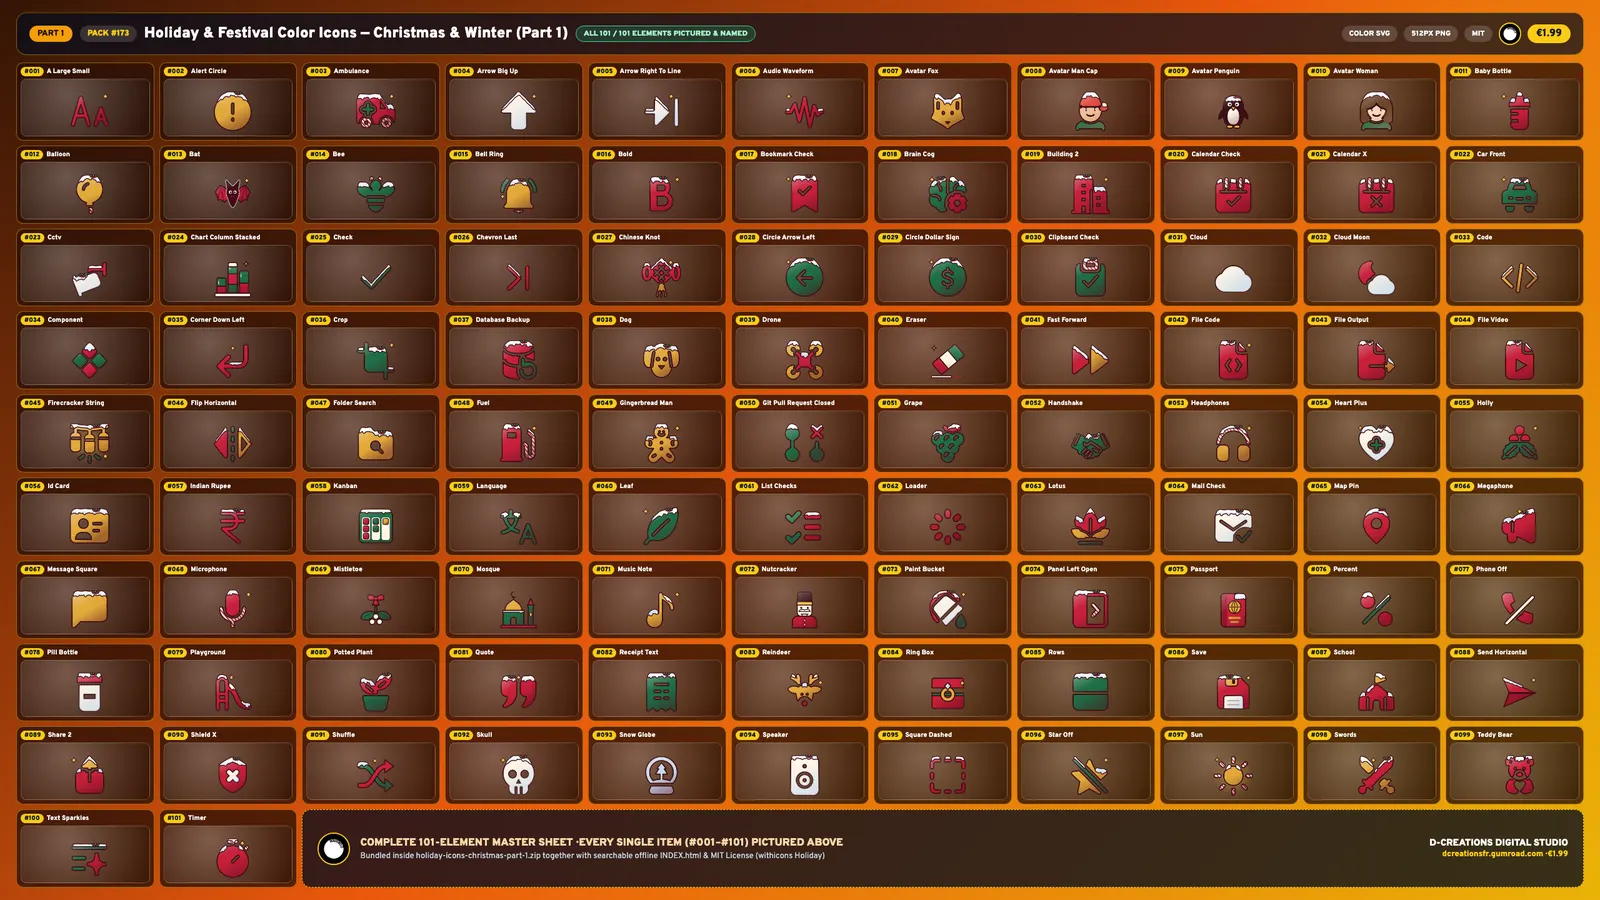 PART 1 PACK #173 Holiday & Festival Color Icons – Christmas & Winter (Part 1) ALL 101 / 101 ELEMENTS PICTURED & NAMED COLOR SVG 512PX PNG MIT €1.99
#001 A Large Small #002 Alert Circle #003 Ambulance #004 Arrow Big Up #005 Arrow Right To Line #006 Audio Waveform #007 Avatar Fox #008 Avatar Man Cap #009 Avatar Penguin #010 Avatar Woman #011 Baby Bottle
#012 Balloon #013 Bat #014 Bee #015 Bell Ring #016 Bold #017 Bookmark Check #018 Brain Cog #019 Building 2 #020 Calendar Check #021 Calendar X #022 Car Front
#023 Cctv #024 Chart Column Stacked #025 Check #026 Chevron Last #027 Chinese Knot #028 Circle Arrow Left #029 Circle Dollar Sign #030 Clipboard Check #031 Cloud #032 Cloud Moon #033 Code
#034 Component #035 Corner Down Left #036 Crop #037 Database Backup #038 Dog #039 Drone #040 Eraser #041 Fast Forward #042 File Code #043 File Output #044 File Video
#045 Firecracker String #046 Flip Horizontal #047 Folder Search #048 Fuel #049 Gingerbread Man #050 Git Pull Request Closed #051 Grape #052 Handshake #053 Headphones #054 Heart Plus #055 Holly
#056 Id Card #057 Indian Rupee #058 Kanban #059 Language #060 Leaf #061 List Checks #062 Loader #063 Lotus #064 Mail Check #065 Map Pin #066 Megaphone
#067 Message Square #068 Microphone #069 Mistletoe #070 Mosque #071 Music Note #072 Nutcracker #073 Paint Bucket #074 Panel Left Open #075 Passport #076 Percent #077 Phone Off
#078 Pill Bottle #079 Playground #080 Potted Plant #081 Quote #082 Receipt Text #083 Reindeer #084 Ring Box #085 Rows #086 Save #087 School #088 Send Horizontal
#089 Share 2 #090 Shield X #091 Shuffle #092 Skull #093 Snow Globe #094 Speaker #095 Square Dashed #096 Star Off #097 Sun #098 Swords #099 Teddy Bear
#100 Text Sparkles #101 Timer
COMPLETE 101-ELEMENT MASTER SHEET · EVERY SINGLE ITEM (#001–#101) PICTURED ABOVE
Bundled inside holiday-icons-christmas-part-1.zip together with searchable offline INDEX.html & MIT License (withicons Holiday)
D-CREATIONS DIGITAL STUDIO
dcreationsfr.gumroad.com · €1.99